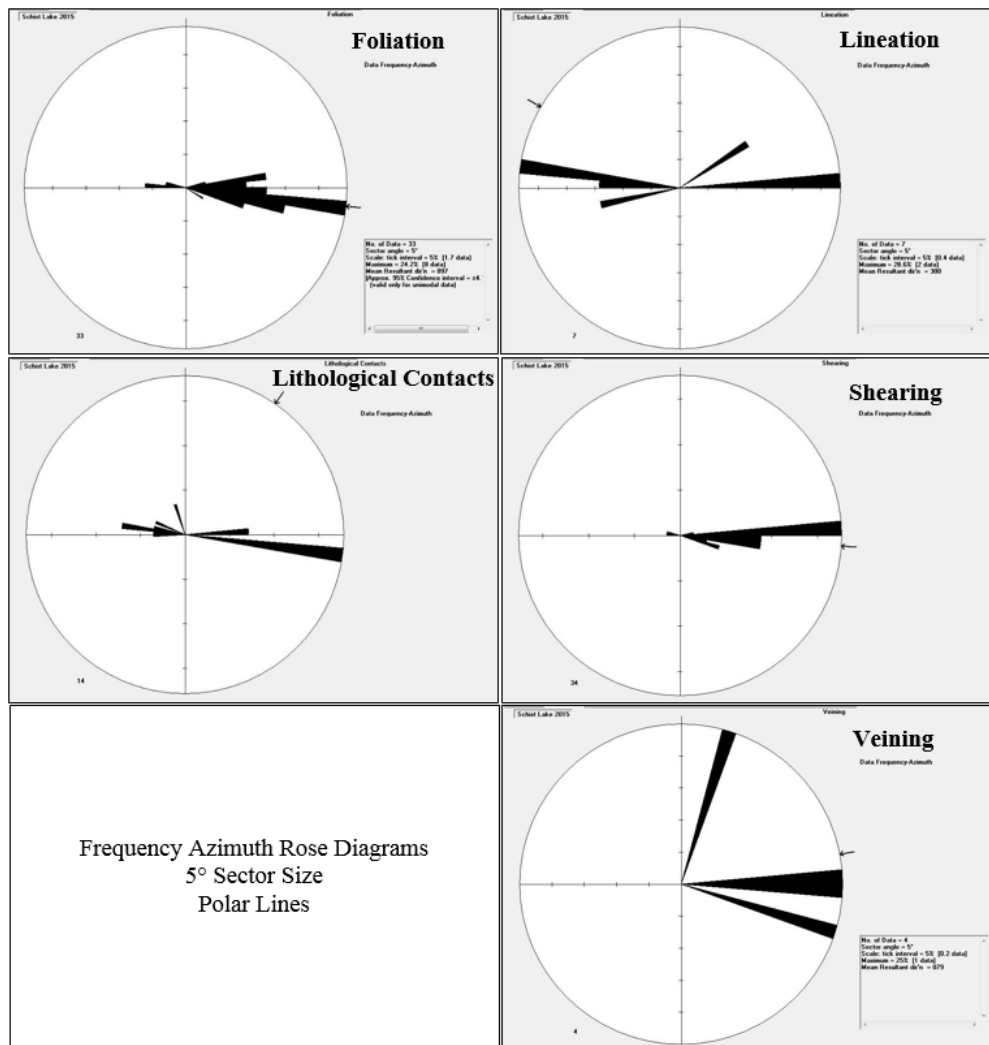 Schist Lake 2015
Foliation
Foliation
Data Frequency-Azimuth
No. of Data = 33
Sector angle = 5°
Scale: tick interval = 5% [1.7 data]
Maximum = 24.2% [8 data]
Mean Resultant dir'n = 097
[Approx. 95% Confidence interval = ±4.
(valid only for unimodal data)
33
Lineation
Lineation
Data Frequency-Azimuth
No. of Data = 7
Sector angle = 5°
Scale: tick interval = 5% [0.4 data]
Maximum = 28.6% [2 data]
Mean Resultant dir'n = 300
7
Schist Lake 2015
Lithological Contacts
Lithological Contacts
Data Frequency-Azimuth
14
Schist Lake 2015
Shearing
Shearing
Data Frequency-Azimuth
34
Frequency Azimuth Rose Diagrams
5° Sector Size
Polar Lines
Schist Lake 2015
Veining
Veining
Data Frequency-Azimuth
No. of Data = 4
Sector angle = 5°
Scale: tick interval = 5% [0.2 data]
Maximum = 25% [1 data]
Mean Resultant dir'n = 079
4